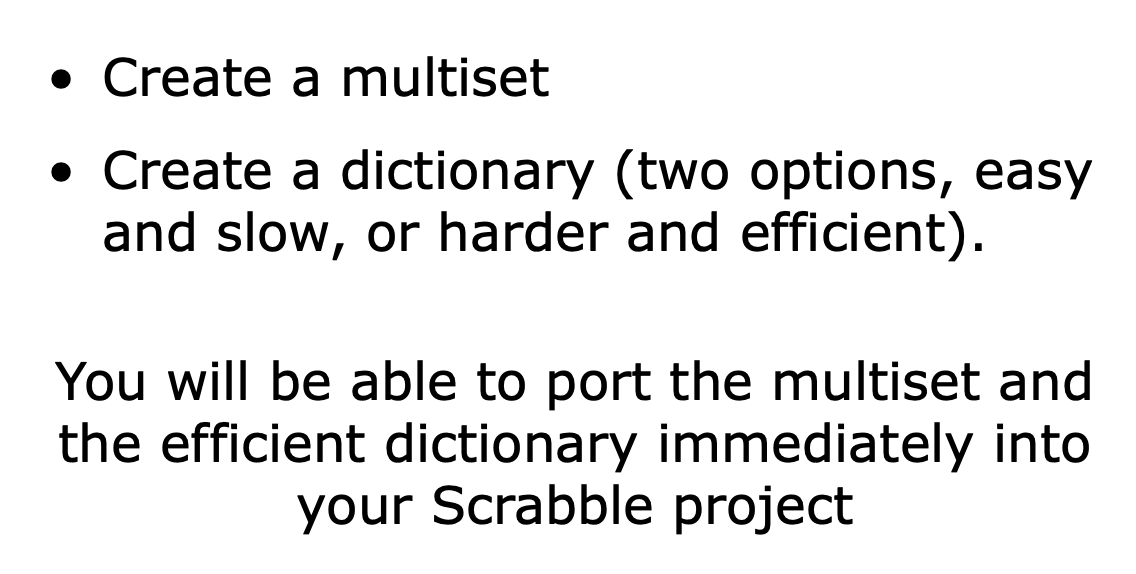 • Create a multiset
• Create a dictionary (two options, easy
and slow, or harder and efficient).
You will be able to port the multiset and
the efficient dictionary immediately into
your Scrabble project